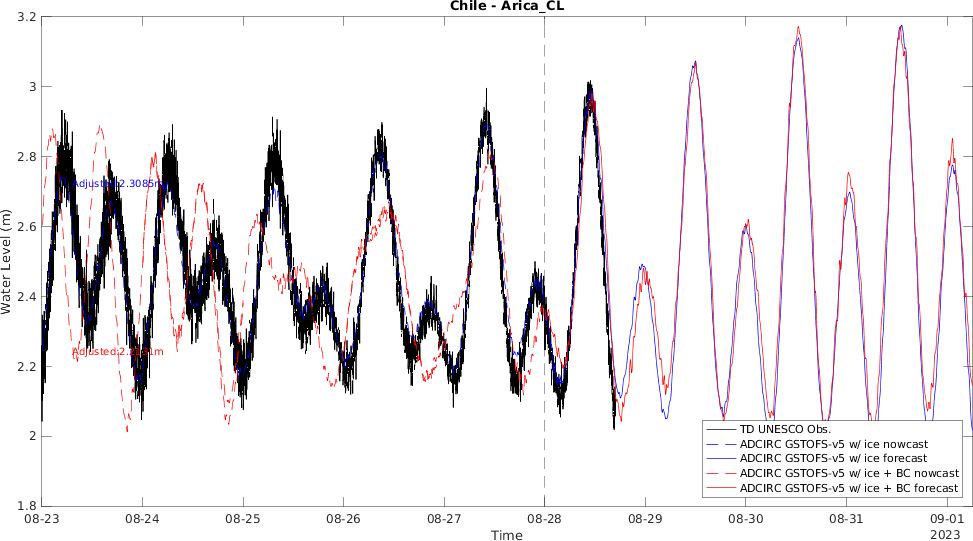 Chile - Arica_CL
3.2
3
2.8
2.6
2.4
2.2
2
1.8
Water Level (m)
Adjusted:2.3085m
TD UNESCO Obs.
ADCIRC GSTOFS-v5 w/ ice nowcast
ADCIRC GSTOFS-v5 w/ ice forecast
ADCIRC GSTOFS-v5 w/ ice + BC nowcast
ADCIRC GSTOFS-v5 w/ ice + BC forecast
08-23 08-24 08-25 08-26 08-27 08-28 08-29 08-30 08-31 09-01
2023
Time